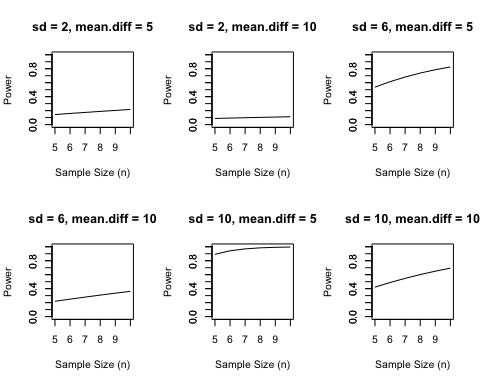 sd = 2, mean.diff = 5
Power
0.0 0.4 0.8
5 6 7 8 9
Sample Size (n)
sd = 2, mean.diff = 10
Power
0.0 0.4 0.8
5 6 7 8 9
Sample Size (n)
sd = 6, mean.diff = 5
Power
0.0 0.4 0.8
5 6 7 8 9
Sample Size (n)
sd = 6, mean.diff = 10
Power
0.0 0.4 0.8
5 6 7 8 9
Sample Size (n)
sd = 10, mean.diff = 5
Power
0.0 0.4 0.8
5 6 7 8 9
Sample Size (n)
sd = 10, mean.diff = 10
Power
0.0 0.4 0.8
5 6 7 8 9
Sample Size (n)